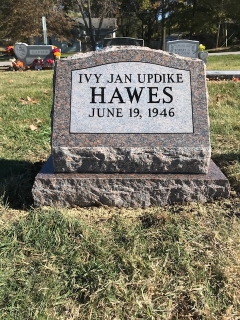 IVY JAN UPDIKE
HAWES
JUNE 19, 1946